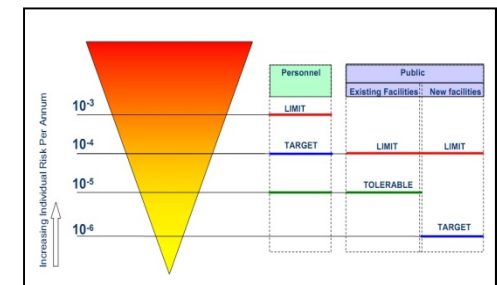 Personnel
Public
Existing Facilities
New facilities
Increasing Individual Risk Per Annum
10-3
LIMIT
10-4
TARGET
LIMIT
LIMIT
10-5
TOLERABLE
10-6
TARGET